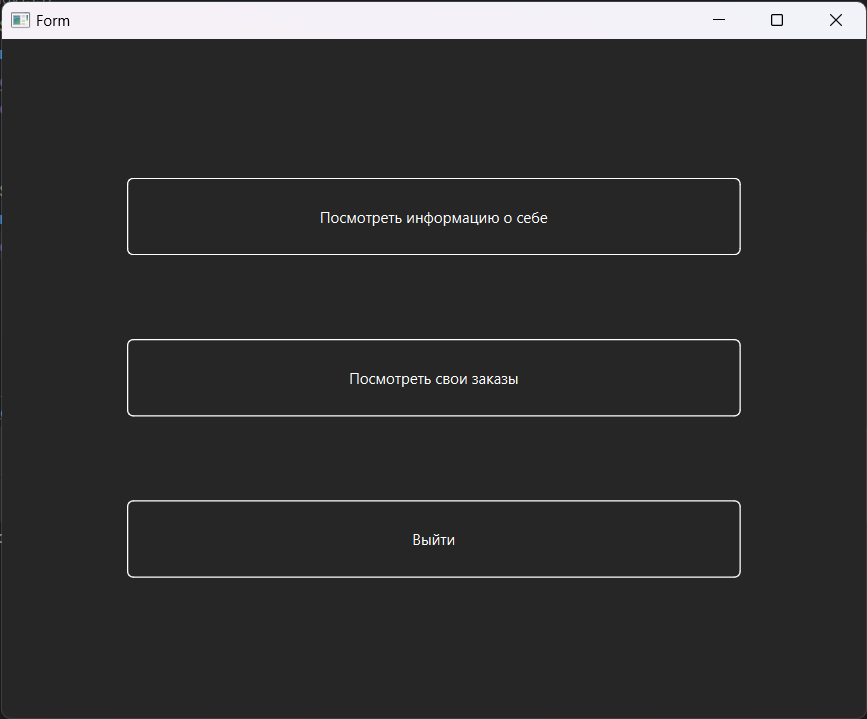 Form
Посмотреть информацию о себе
Посмотреть свои заказы
Выйти